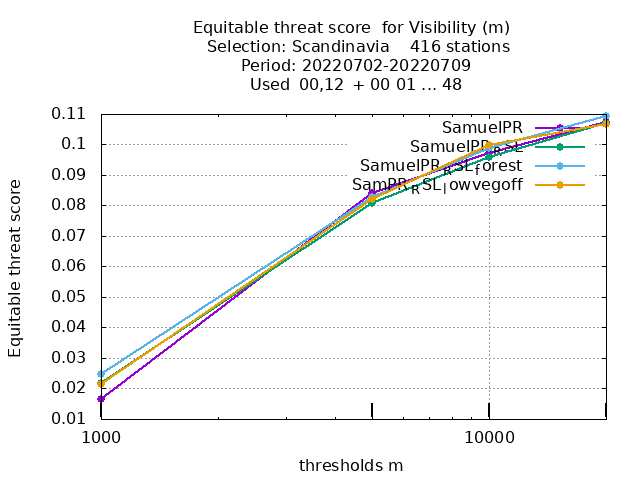 Equitable threat score for Visibility (m)
Selection: Scandinavia 416 stations
Period: 20220702-20220709
Used 00,12 + 00 01 ... 48
0.11
0.1
0.09
0.08
0.07
0.06
0.05
0.04
0.03
0.02
0.01
Equitable threat score
SamuelPR
SamuelPR_RSL
SamuelPR_RSL_forest
SamPR_RSL_lowvegoff
1000
10000
thresholds m